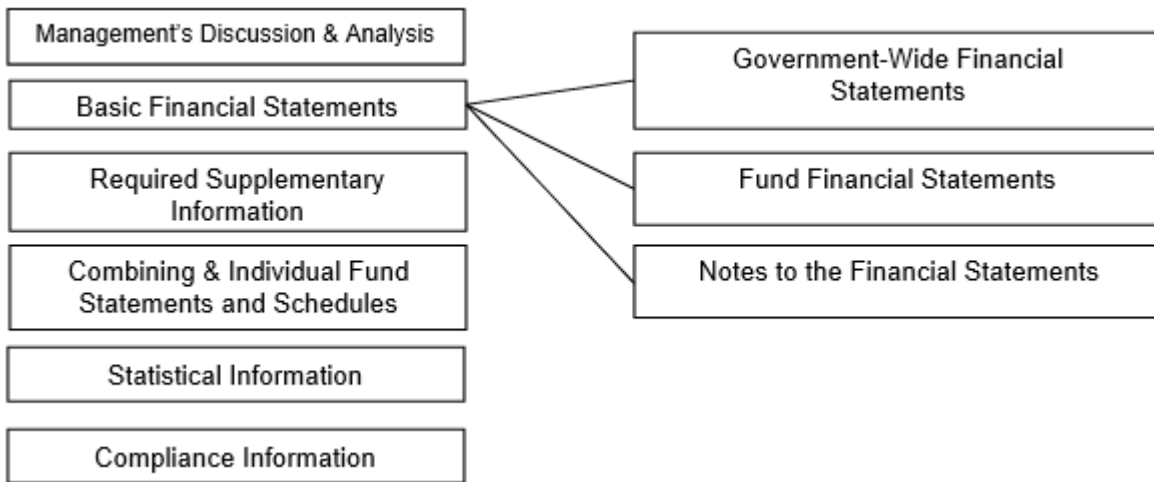 Management's Discussion & Analysis
Basic Financial Statements
Required Supplementary
Information
Combining & Individual Fund
Statements and Schedules
Statistical Information
Compliance Information
Government-Wide Financial
Statements
Fund Financial Statements
Notes to the Financial Statements